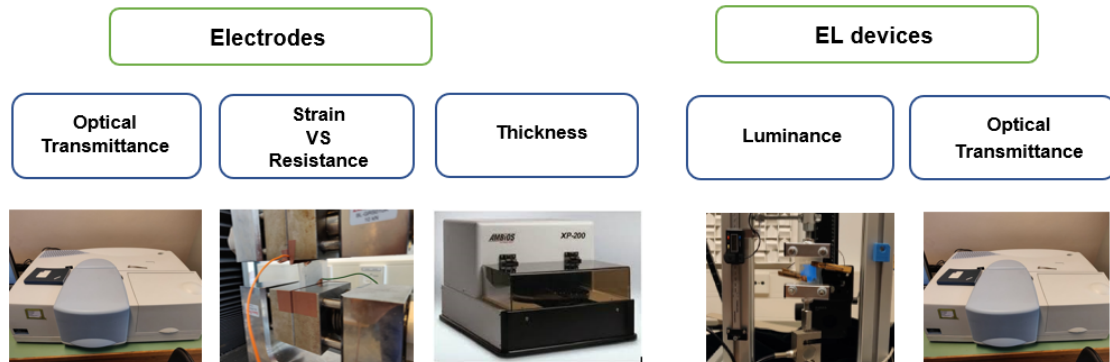 Electrodes
EL devices
Optical
Transmittance
Strain
VS
Resistance
Thickness
Luminance
Optical
Transmittance
AMBIOS
XP-200